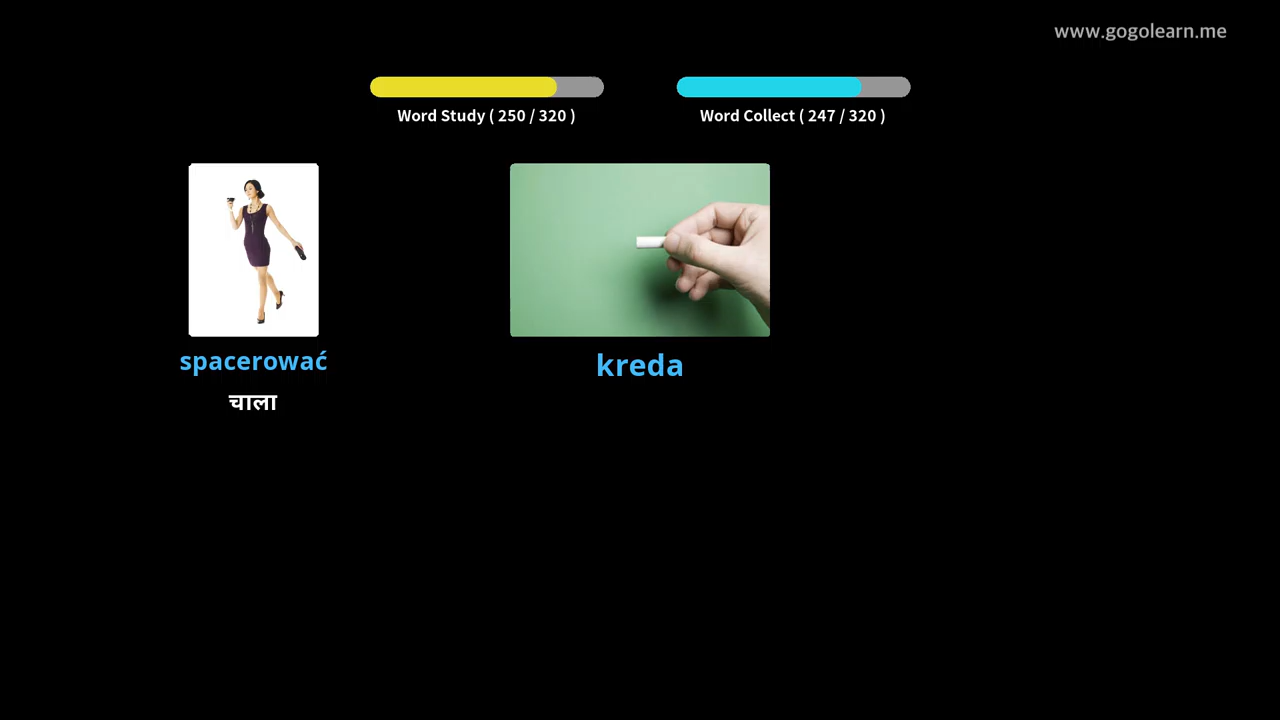 www.gogolearn.me
Word Study ( 250 / 320 )
Word Collect ( 247 / 320 )
spacerować
चाला
kreda